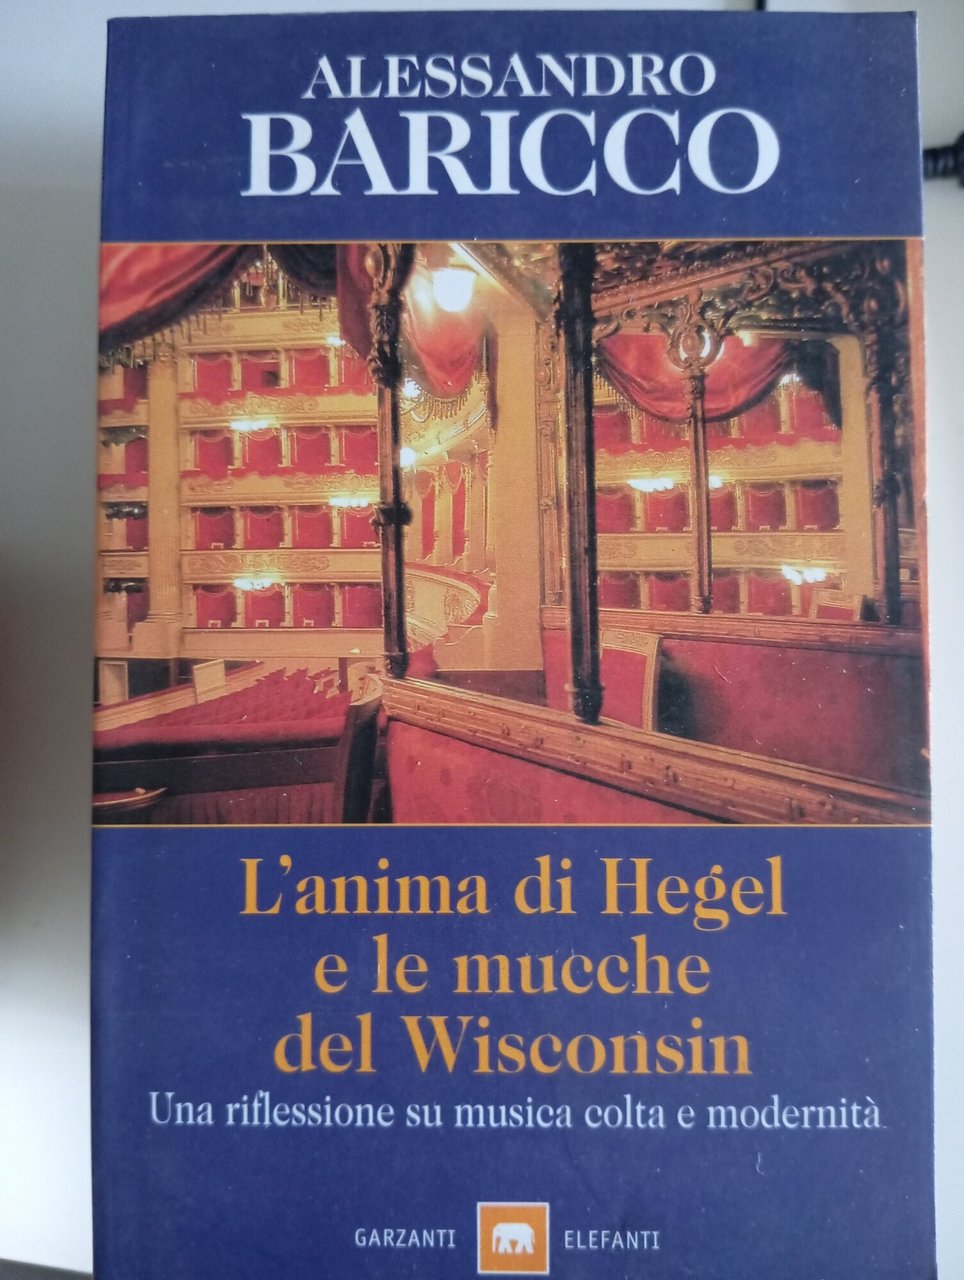 ALESSANDRO
BARICCO
L'anima di Hegel
e le mucche
del Wisconsin
Una riflessione su musica colta e modernità
GARZANTI ELEFANTI